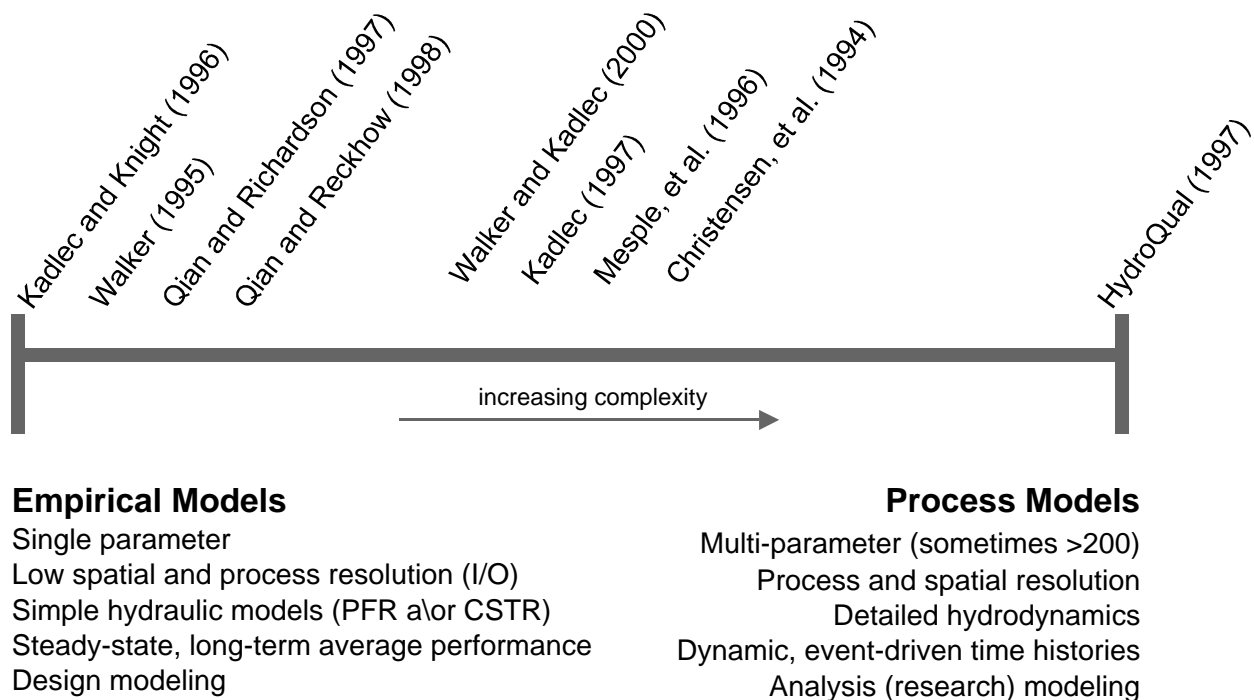 Kadlec and Knight (1996)
Walker (1995)
Qian and Richardson (1997)
Qian and Reckhow (1998)
Walker and Kadlec (2000)
Kadlec (1997)
Mesple, et al. (1996)
Christensen, et al. (1994)
HydroQual (1997)
increasing complexity
Empirical Models
Single parameter
Low spatial and process resolution (I/O)
Simple hydraulic models (PFR a\or CSTR)
Steady-state, long-term average performance
Design modeling
Process Models
Multi-parameter (sometimes >200)
Process and spatial resolution
Detailed hydrodynamics
Dynamic, event-driven time histories
Analysis (research) modeling